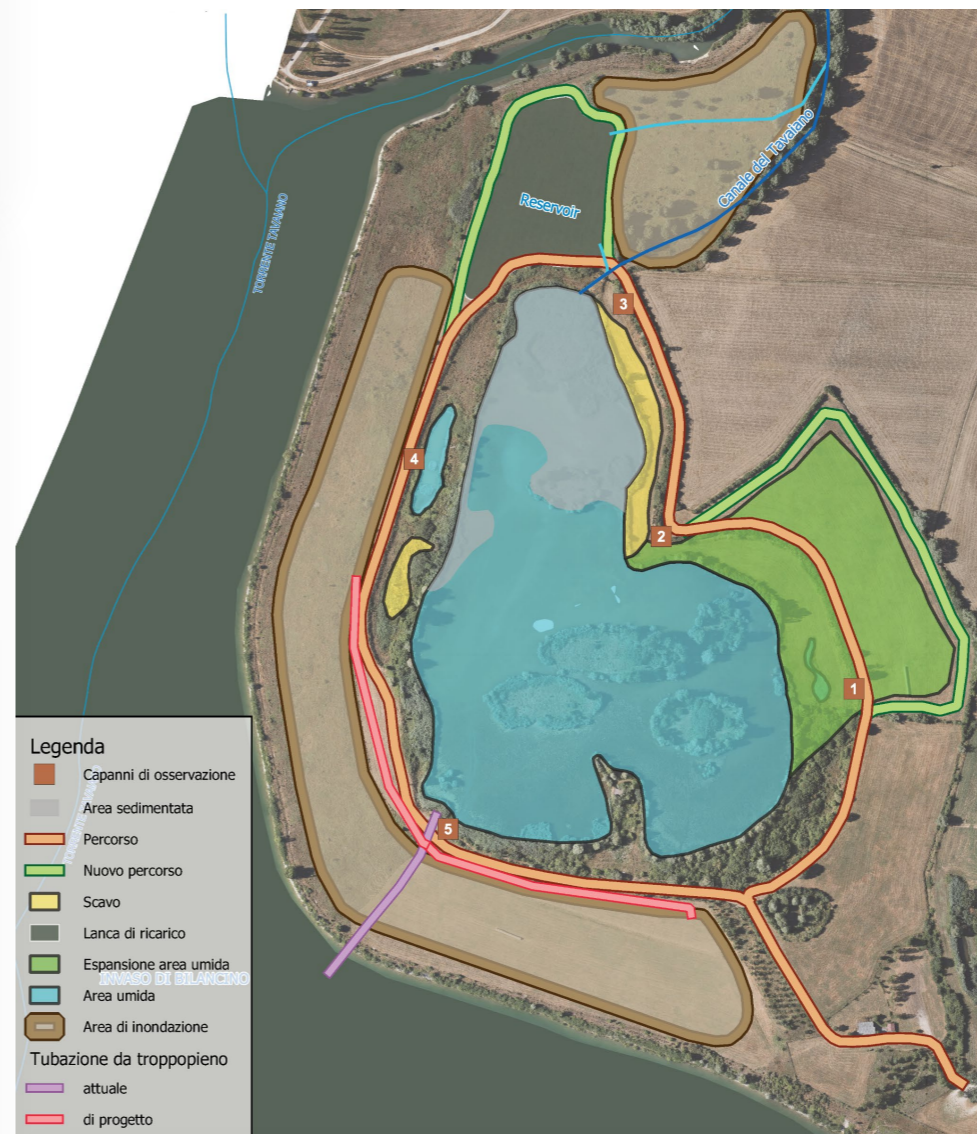 Canale del Tavaiano
Reservoir
TORRENTE TAVAIANO
3
4
2
1
5
Legenda
Capanni di osservazione
Area sedimentata
Percorso
Nuovo percorso
Scavo
Lanca di ricarico
Espansione area umida
Area umida
Area di inondazione
Tubazione da troppopieno
attuale
di progetto
TORRENTE TAVAIANO
INVASO DI BILANCINO